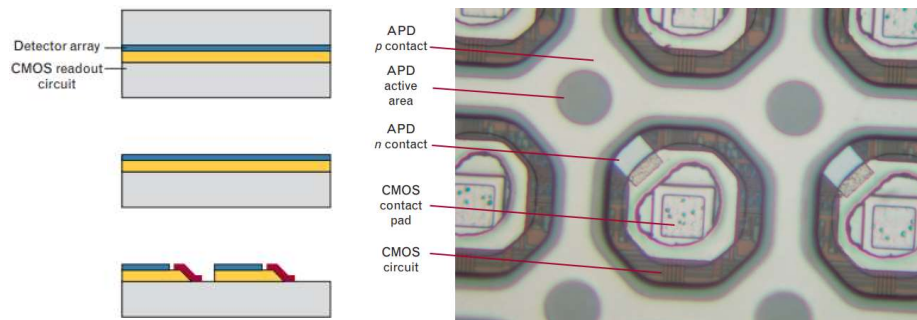 Detector array
CMOS readout
circuit
APD
p contact
APD
active
area
APD
n contact
CMOS
contact
pad
CMOS
circuit